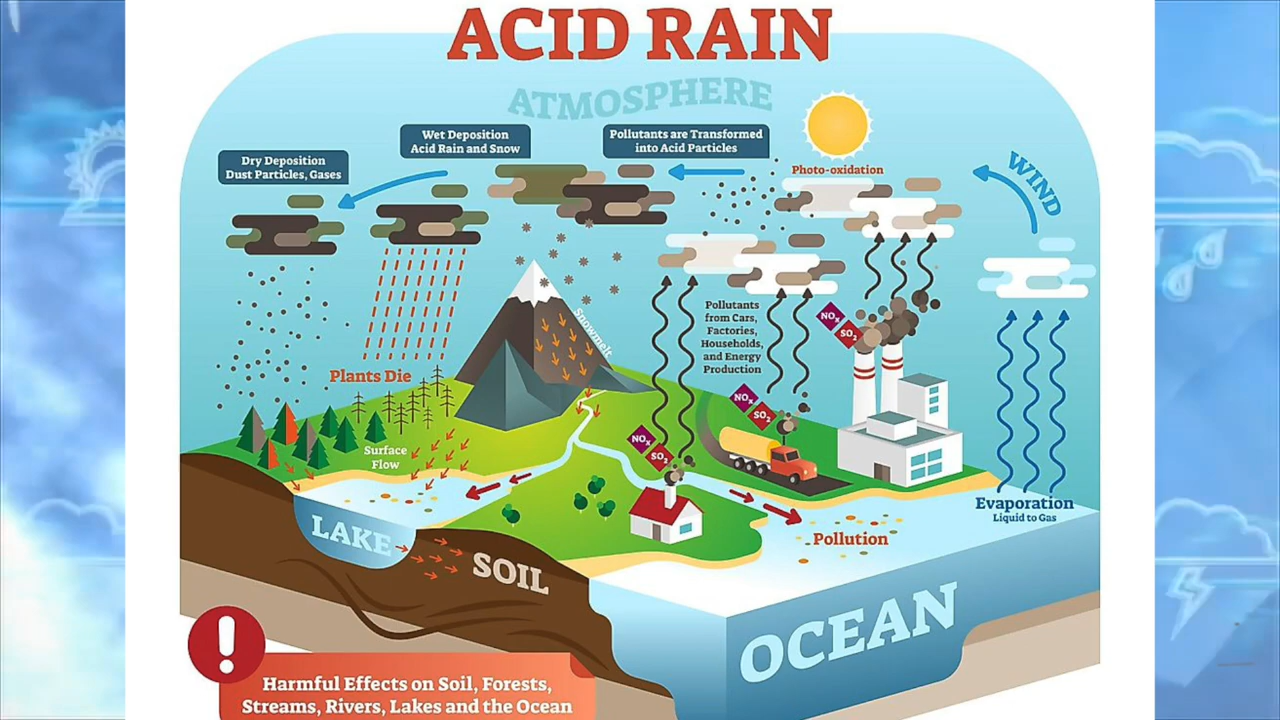 ACID RAIN
ATMOSPHERE
Wet Deposition
Acid Rain and Snow
Pollutants are Transformed
into Acid Particles
Dry Deposition
Dust Particles, Gases
Photo-oxidation
WIND
Snowmelt
Pollutants
from Cars,
Factories,
Households,
and Energy
Production
NOx
SO2
Plants Die
NOx
SO2
Surface
Flow
NOx
SO2
Evaporation
Liquid to Gas
LAKE
Pollution
SOIL
OCEAN
!
Harmful Effects on Soil, Forests,
Streams, Rivers, Lakes and the Ocean